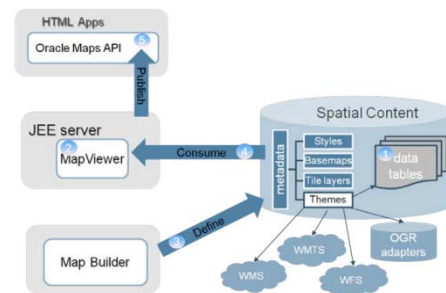 HTML Apps
Oracle Maps API
5
Publish
JEE server
2
MapViewer
Consume
4
Map Builder
3
Define
Spatial Content
metadata
Styles
Basemaps
Tile layers
Themes
1
data
tables
WMS
WMTS
WFS
OGR
adapters